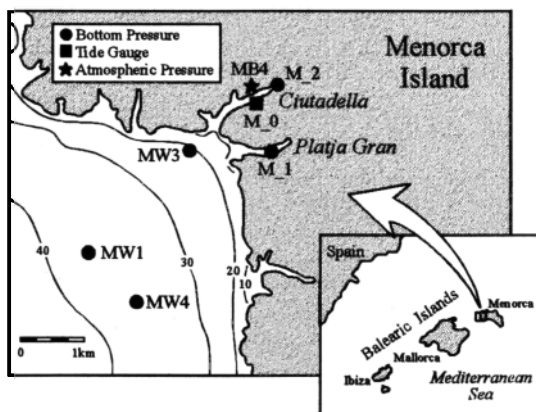 Bottom Pressure
Tide Gauge
Atmospheric Pressure
Menorca
Island
MB4
M_2
Ciutadella
M_0
Platja Gran
MW3
M_1
MW1
40
30
20
10
MW4
0 1km
Spain
Menorca
Balearic Islands
Mallorca
Ibiza
Mediterranean
Sea